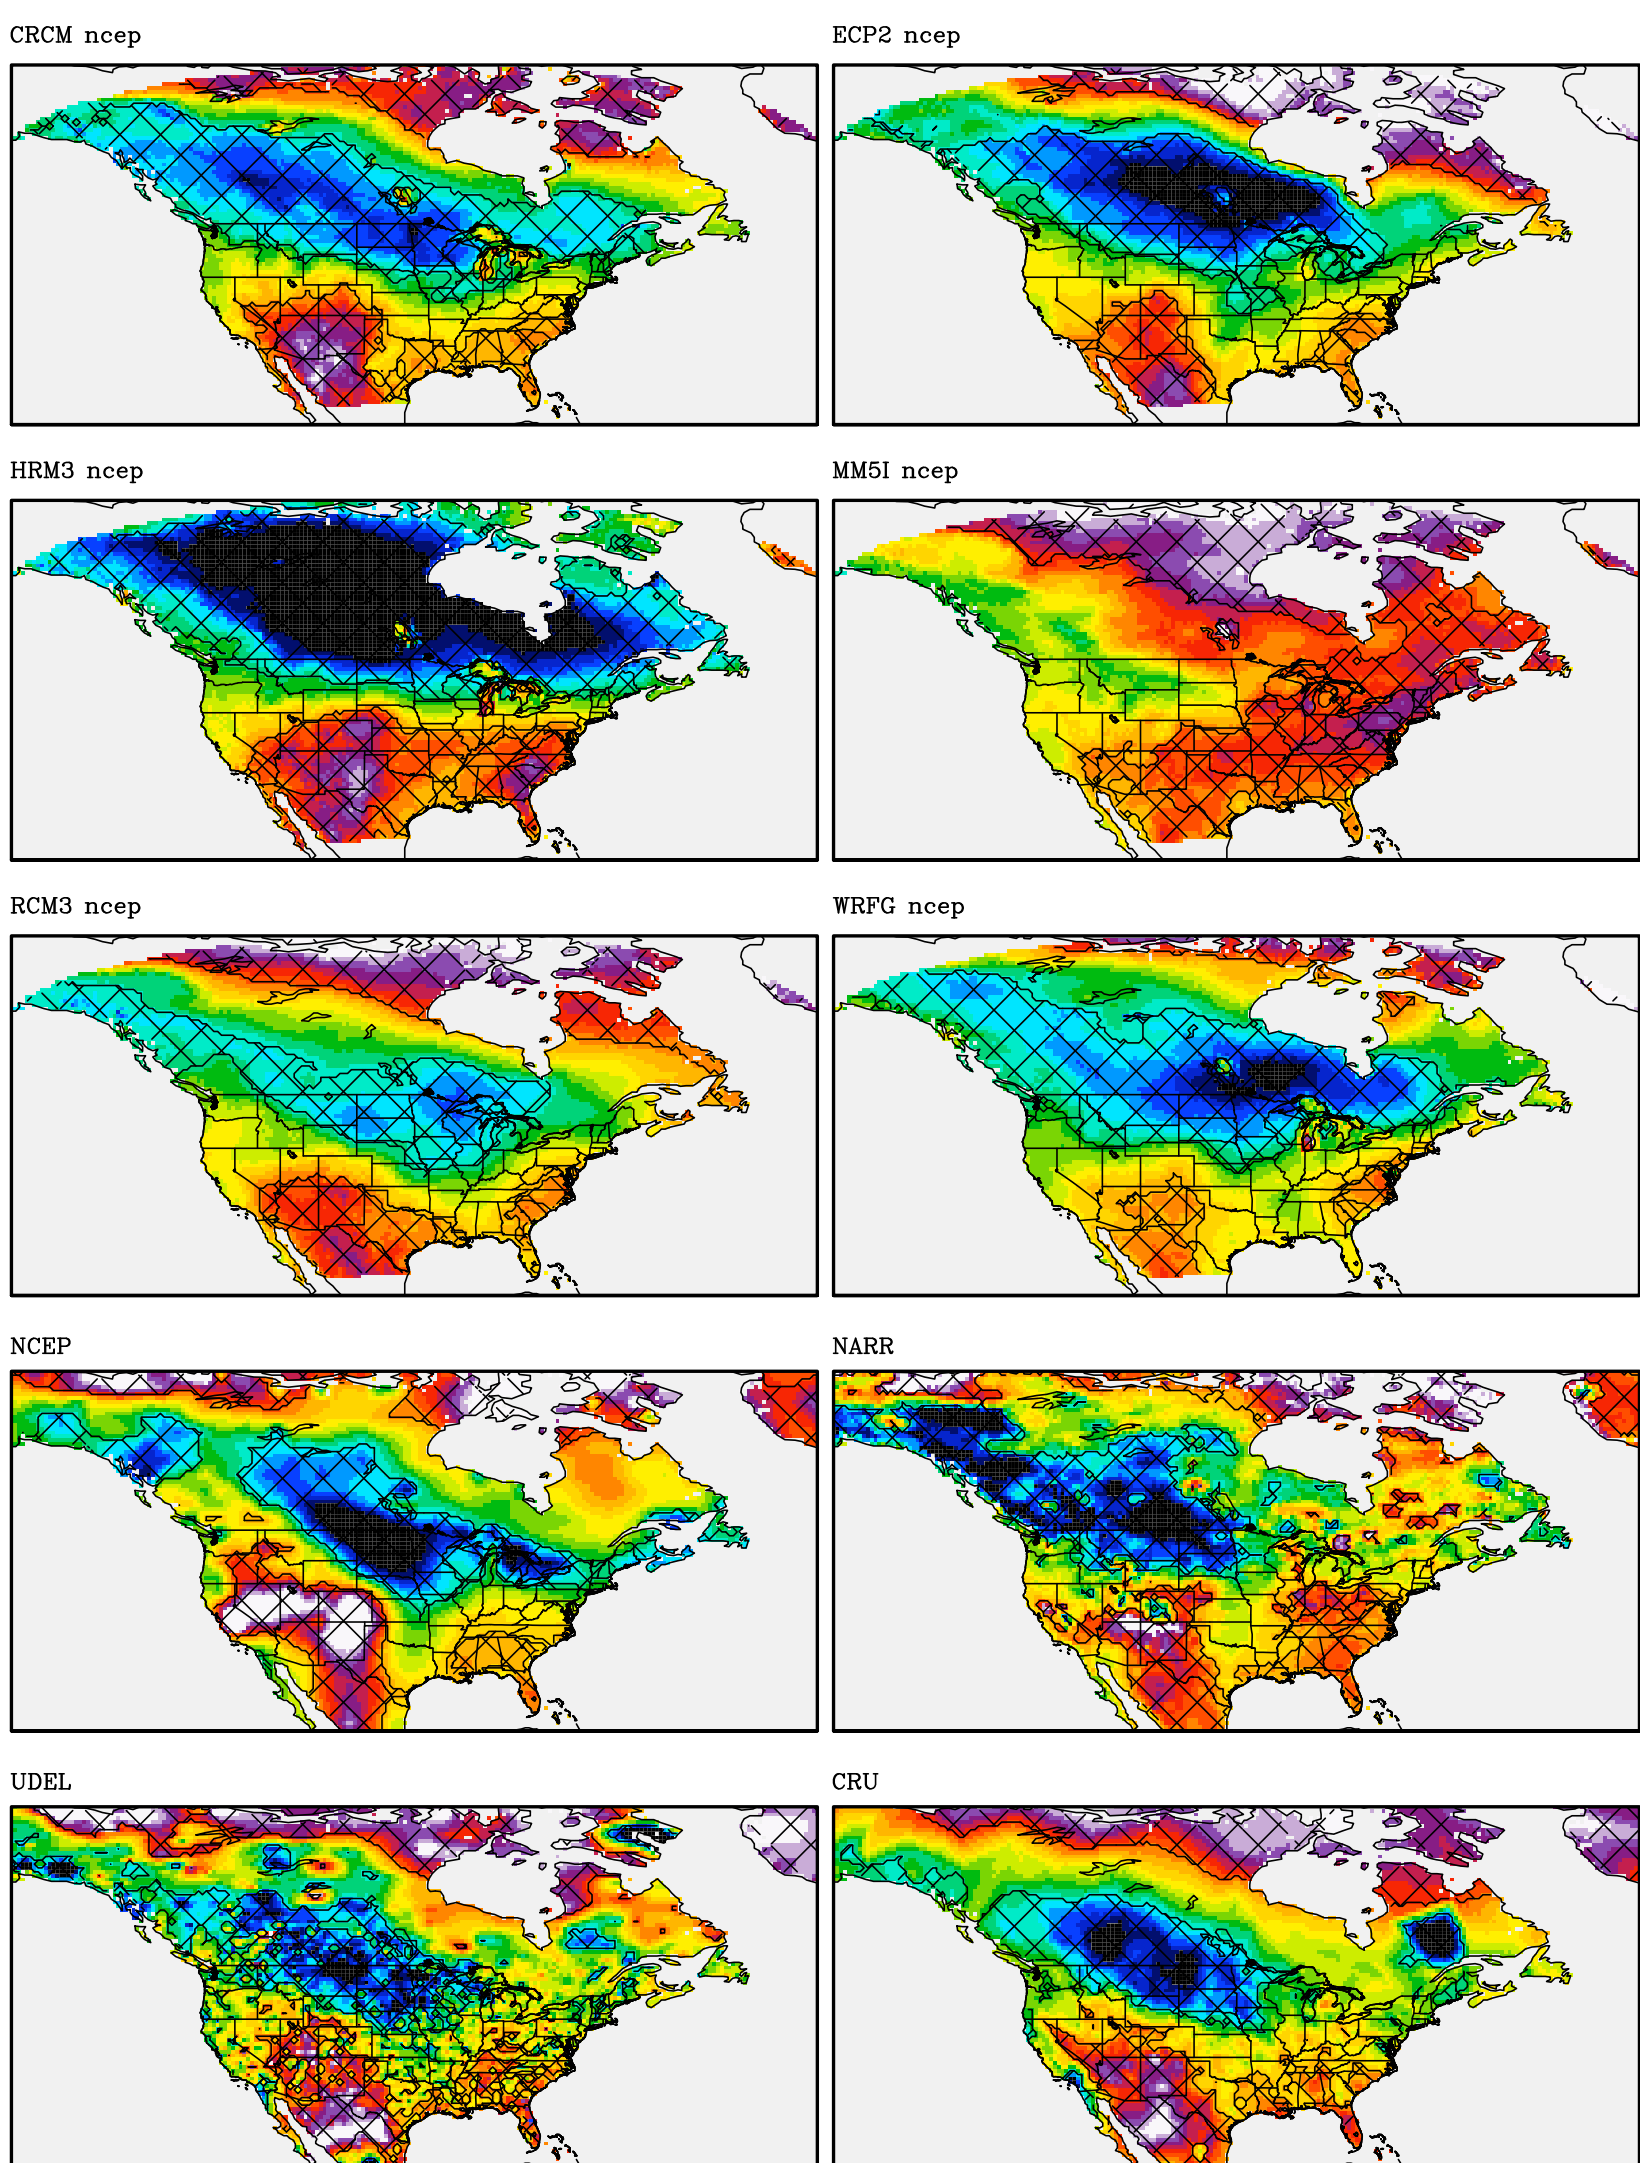 CRCM ncep
ECP2 ncep
HRM3 ncep
MM5I ncep
RCM3 ncep
WRFG ncep
NCEP
NARR
UDEL
CRU